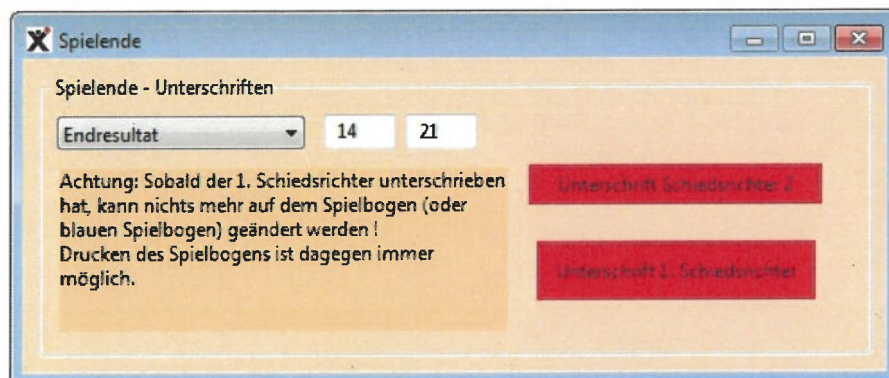 Spielende
Spielende - Unterschriften
Endresultat 14 21
Achtung: Sobald der 1. Schiedsrichter unterschrieben
hat, kann nichts mehr auf dem Spielbogen (oder
blauen Spielbogen) geändert werden !
Drucken des Spielbogens ist dagegen immer
möglich.
Unterschrift Schiedsrichter 2
Unterschrift 1. Schiedsrichter